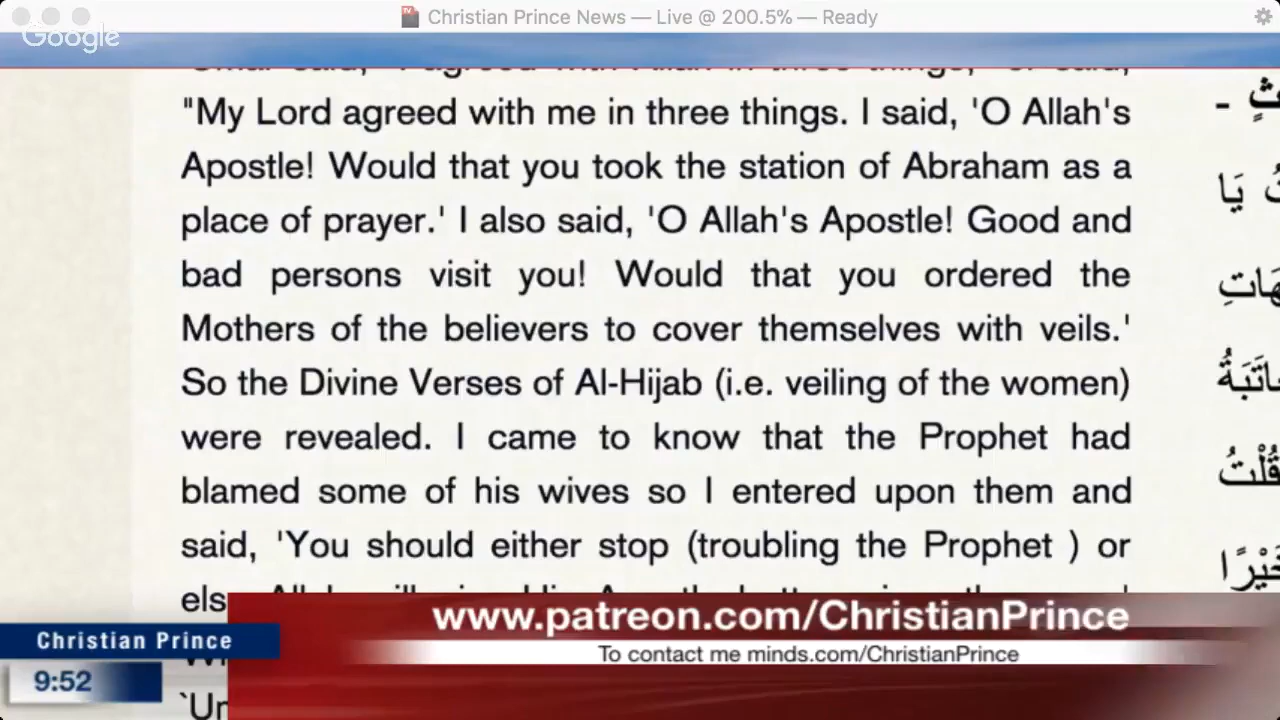 Christian Prince News — Live @ 200.5% — Ready
Google
"My Lord agreed with me in three things. I said, 'O Allah's
Apostle! Would that you took the station of Abraham as a
place of prayer.' I also said, 'O Allah's Apostle! Good and
bad persons visit you! Would that you ordered the
Mothers of the believers to cover themselves with veils.'
So the Divine Verses of Al-Hijab (i.e. veiling of the women)
were revealed. I came to know that the Prophet had
blamed some of his wives so I entered upon them and
said, 'You should either stop (troubling the Prophet ) or
els
`Ur
يَا
هَاتِ
قُلْتُ
خَيْرًا
www.patreon.com/ChristianPrince
To contact me minds.com/ChristianPrince
Christian Prince
9:52